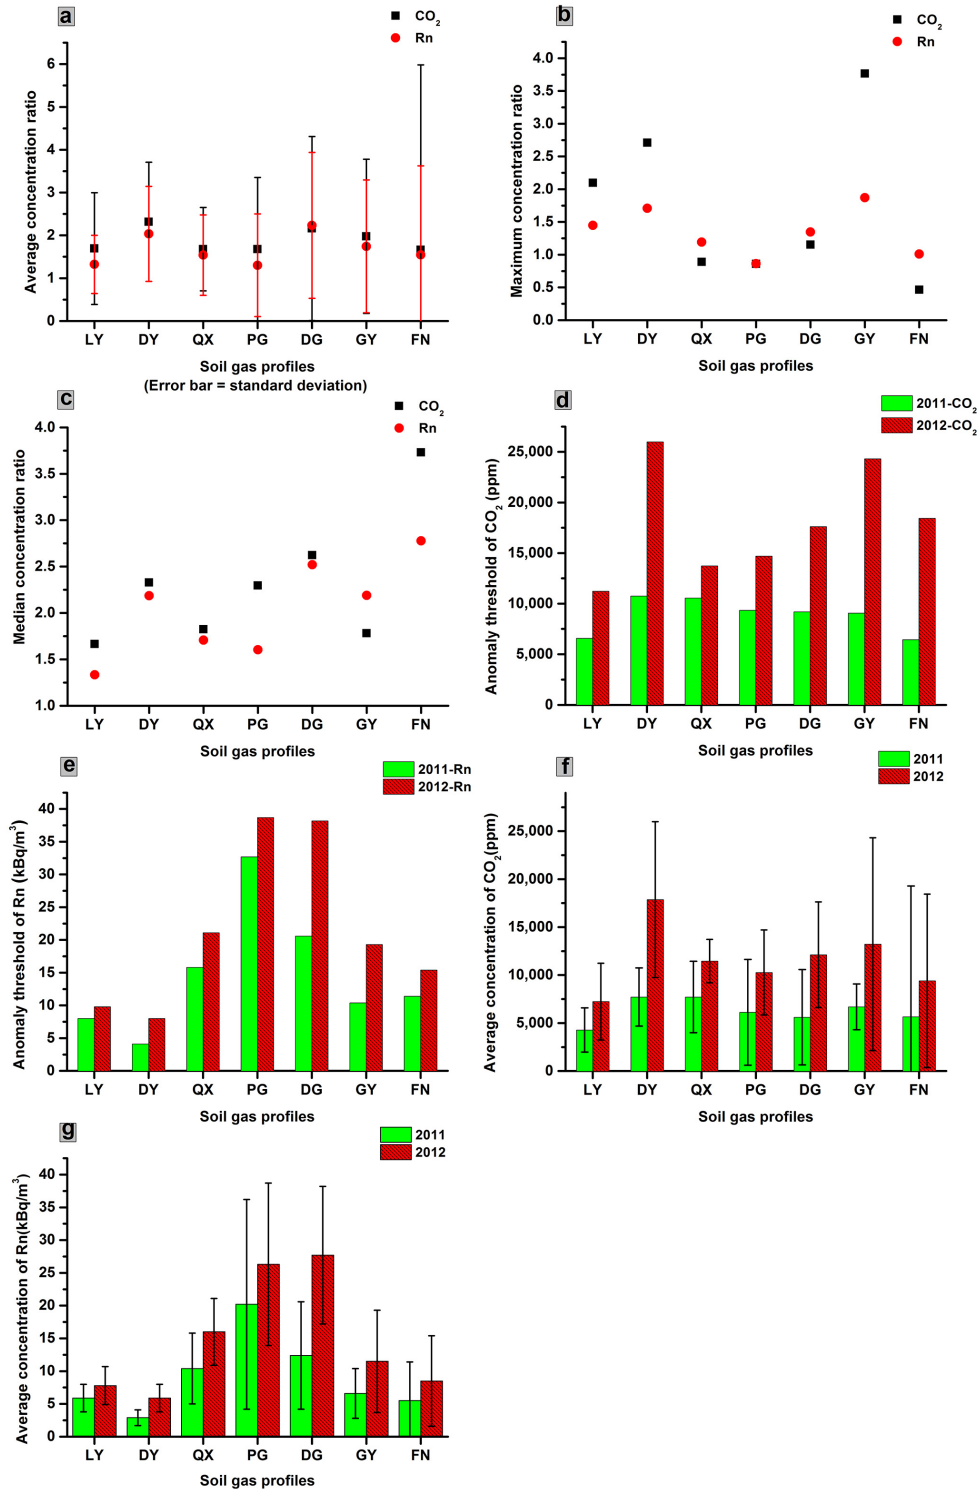 a
CO2
Rn
Average concentration ratio
6
5
4
3
2
1
0
LY DY QX PG DG GY FN
Soil gas profiles
(Error bar = standard deviation)
b
CO2
Rn
Maximum concentration ratio
4.0
3.5
3.0
2.5
2.0
1.5
1.0
0.5
0.0
LY DY QX PG DG GY FN
Soil gas profiles
c
CO2
Rn
Median concentration ratio
4.0
3.5
3.0
2.5
2.0
1.5
1.0
LY DY QX PG DG GY FN
Soil gas profiles
d
2011-CO2
2012-CO2
Anomaly threshold of CO2 (ppm)
25,000
20,000
15,000
10,000
5,000
0
LY DY QX PG DG GY FN
Soil gas profiles
e
2011-Rn
2012-Rn
Anomaly threshold of Rn (kBq/m3)
40
35
30
25
20
15
10
5
0
LY DY QX PG DG GY FN
Soil gas profiles
f
2011
2012
Average concentration of CO2(ppm)
25,000
20,000
15,000
10,000
5,000
0
LY DY QX PG DG GY FN
Soil gas profiles
g
2011
2012
Average concentration of Rn(kBq/m3)
40
35
30
25
20
15
10
5
0
LY DY QX PG DG GY FN
Soil gas profiles